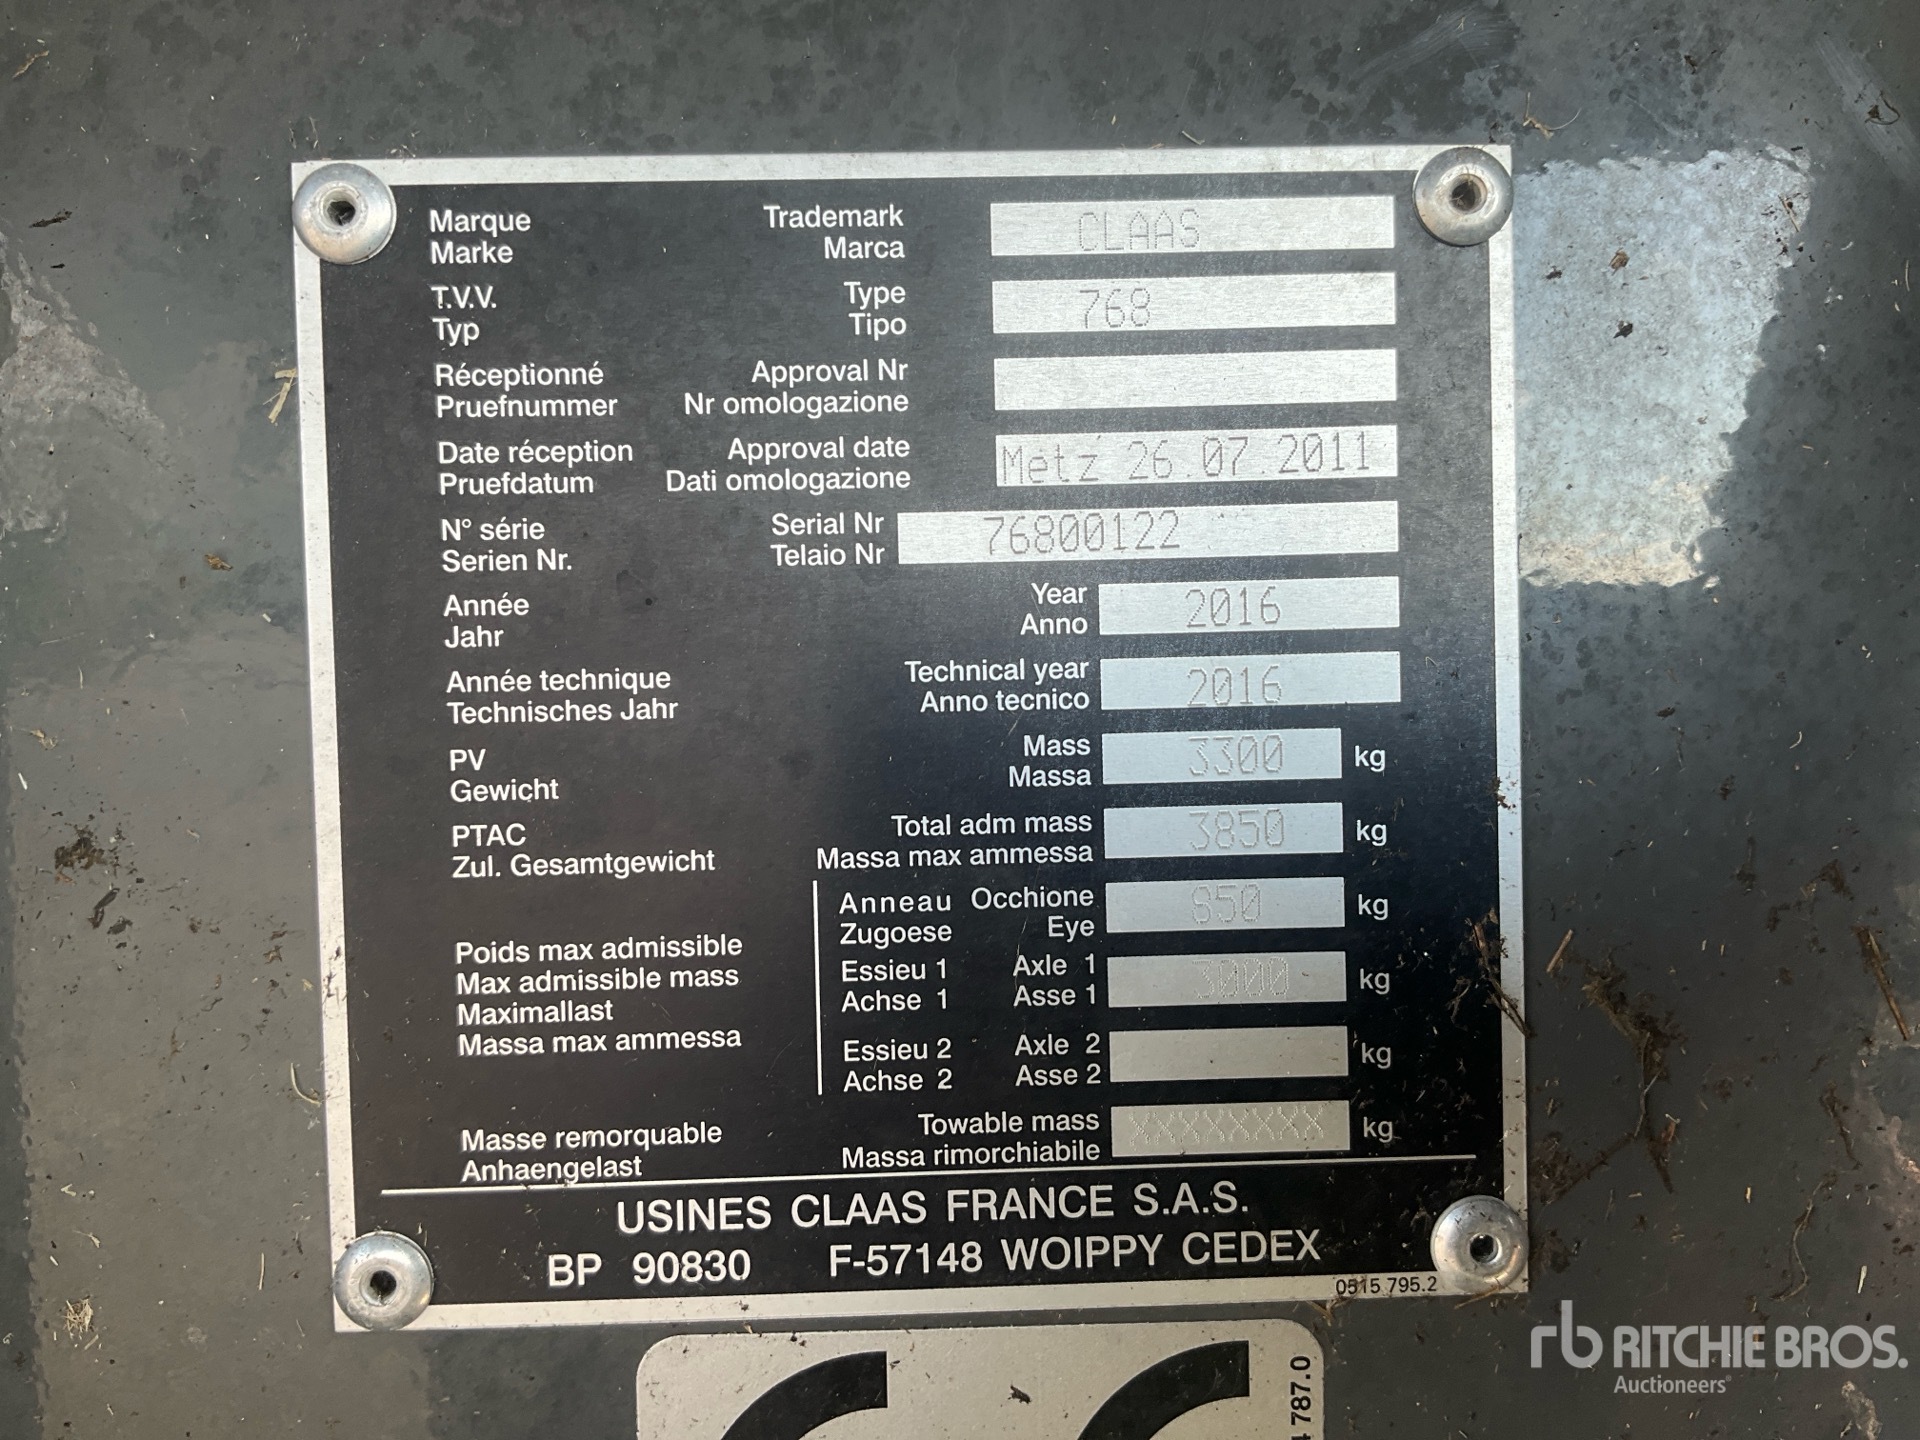 Marque Trademark CLAAS
Marke Marca
T.V.V. Type 768
Typ Tipo
Réceptionné Approval Nr
Pruefnummer Nr omologazione
Date réception Approval date Metz 26.07.2011
Pruefdatum Dati omologazione
N° série Serial Nr 76800122
Serien Nr. Telaio Nr
Année Year 2016
Jahr Anno
Année technique Technical year 2016
Technisches Jahr Anno tecnico
PV Mass 3300 kg
Gewicht Massa
PTAC Total adm mass 3850 kg
Zul. Gesamtgewicht Massa max ammessa
Anneau Occhione 850 kg
Zugoese Eye
Poids max admissible
Max admissible mass
Maximallast
Massa max ammessa
Essieu 1 Axle 1 3000 kg
Achse 1 Asse 1
Essieu 2 Axle 2 kg
Achse 2 Asse 2
Masse remorquable Towable mass XXXXXXXX kg
Anhaengelast Massa rimorchiabile
USINES CLAAS FRANCE S.A.S.
BP 90830 F-57148 WOIPPY CEDEX
0515 795.2
787.0
rb RITCHIE BROS.
Auctioneers